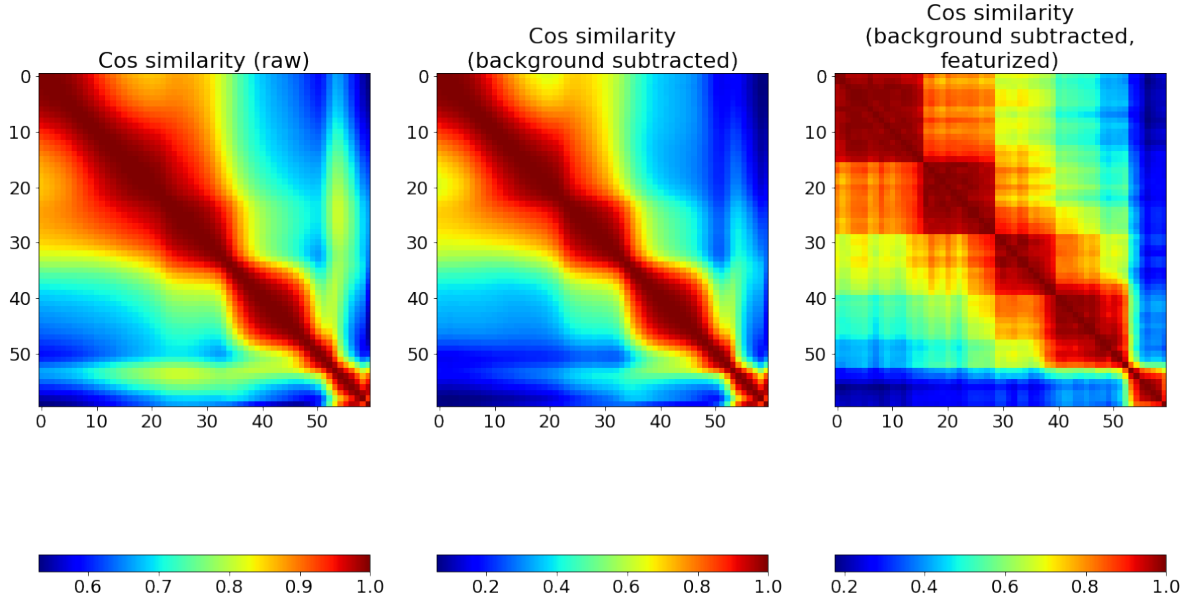 Cos similarity (raw)
0
10
20
30
40
50
0 10 20 30 40 50
0.6 0.7 0.8 0.9 1.0
Cos similarity
(background subtracted)
0
10
20
30
40
50
0 10 20 30 40 50
0.2 0.4 0.6 0.8 1.0
Cos similarity
(background subtracted,
featurized)
0
10
20
30
40
50
0 10 20 30 40 50
0.2 0.4 0.6 0.8 1.0